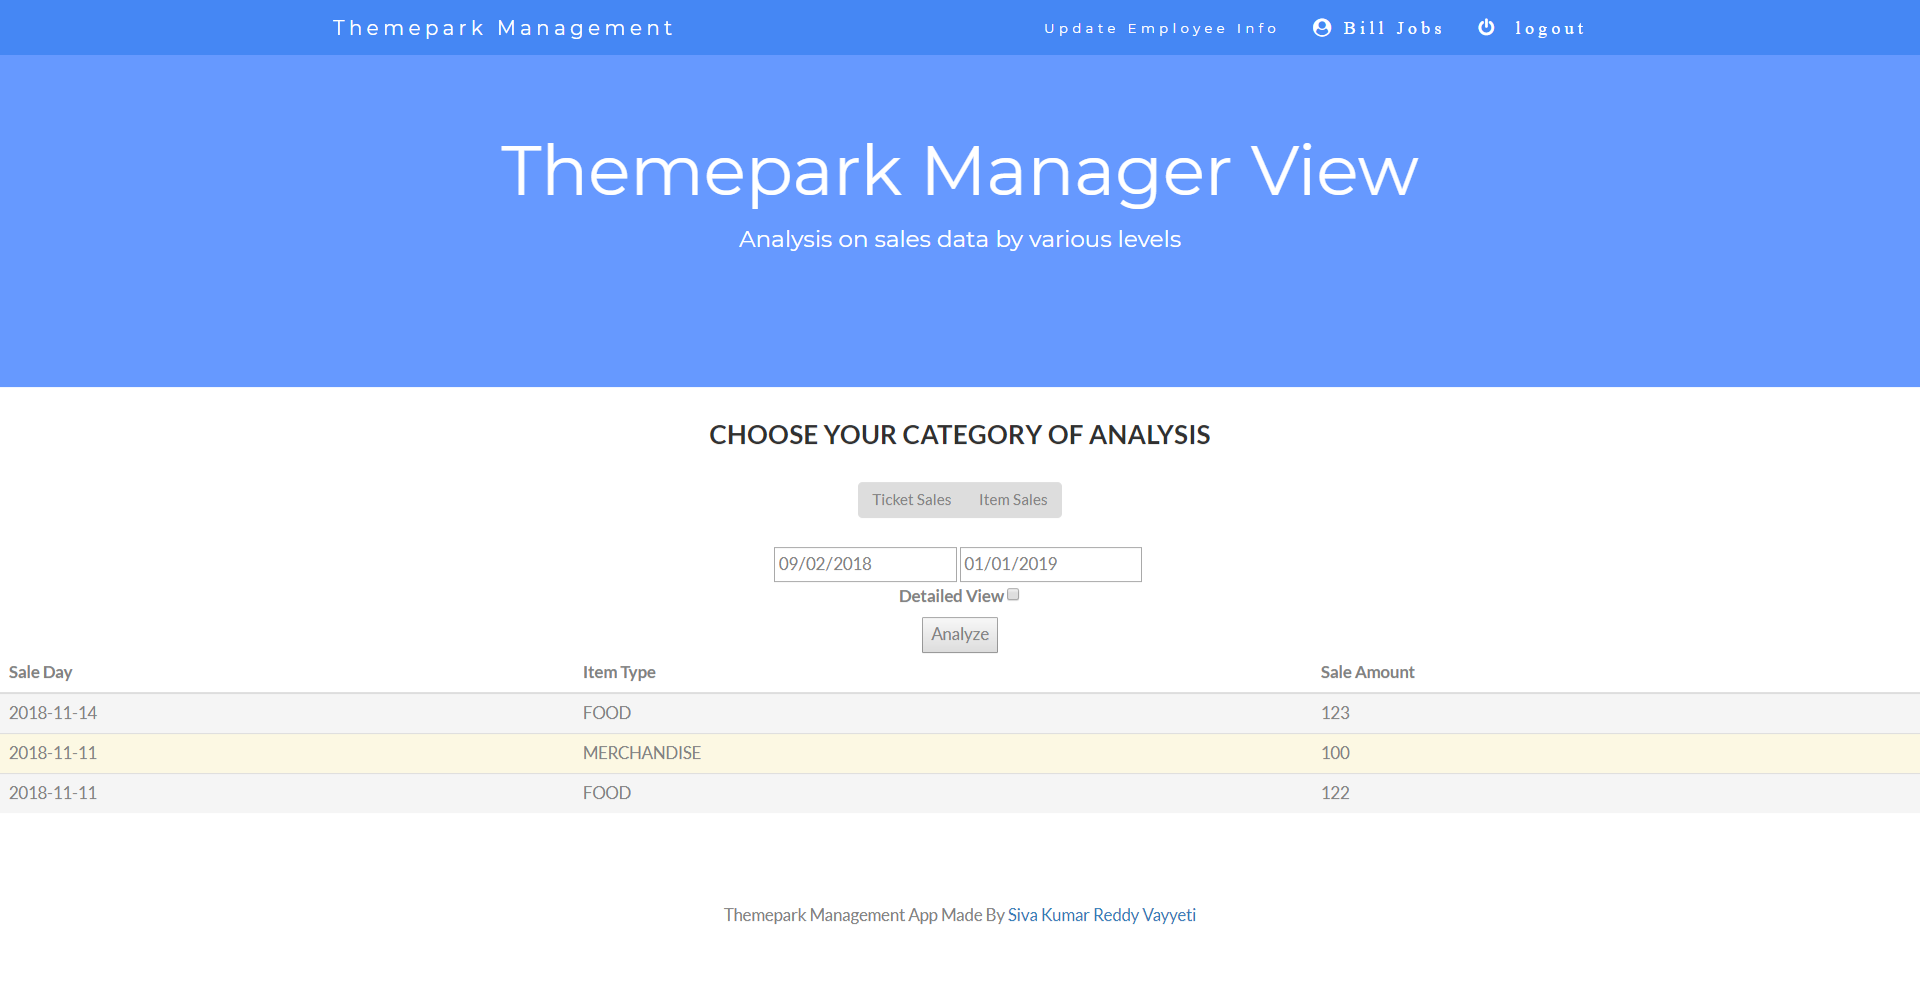 Themepark Management
Update Employee Info
Bill Jobs
logout
Themepark Manager View
Analysis on sales data by various levels
CHOOSE YOUR CATEGORY OF ANALYSIS
Ticket Sales Item Sales
09/02/2018 01/01/2019
Detailed View
Analyze
Sale Day Item Type Sale Amount
2018-11-14 FOOD 123
2018-11-11 MERCHANDISE 100
2018-11-11 FOOD 122
Themepark Management App Made By Siva Kumar Reddy Vayyeti